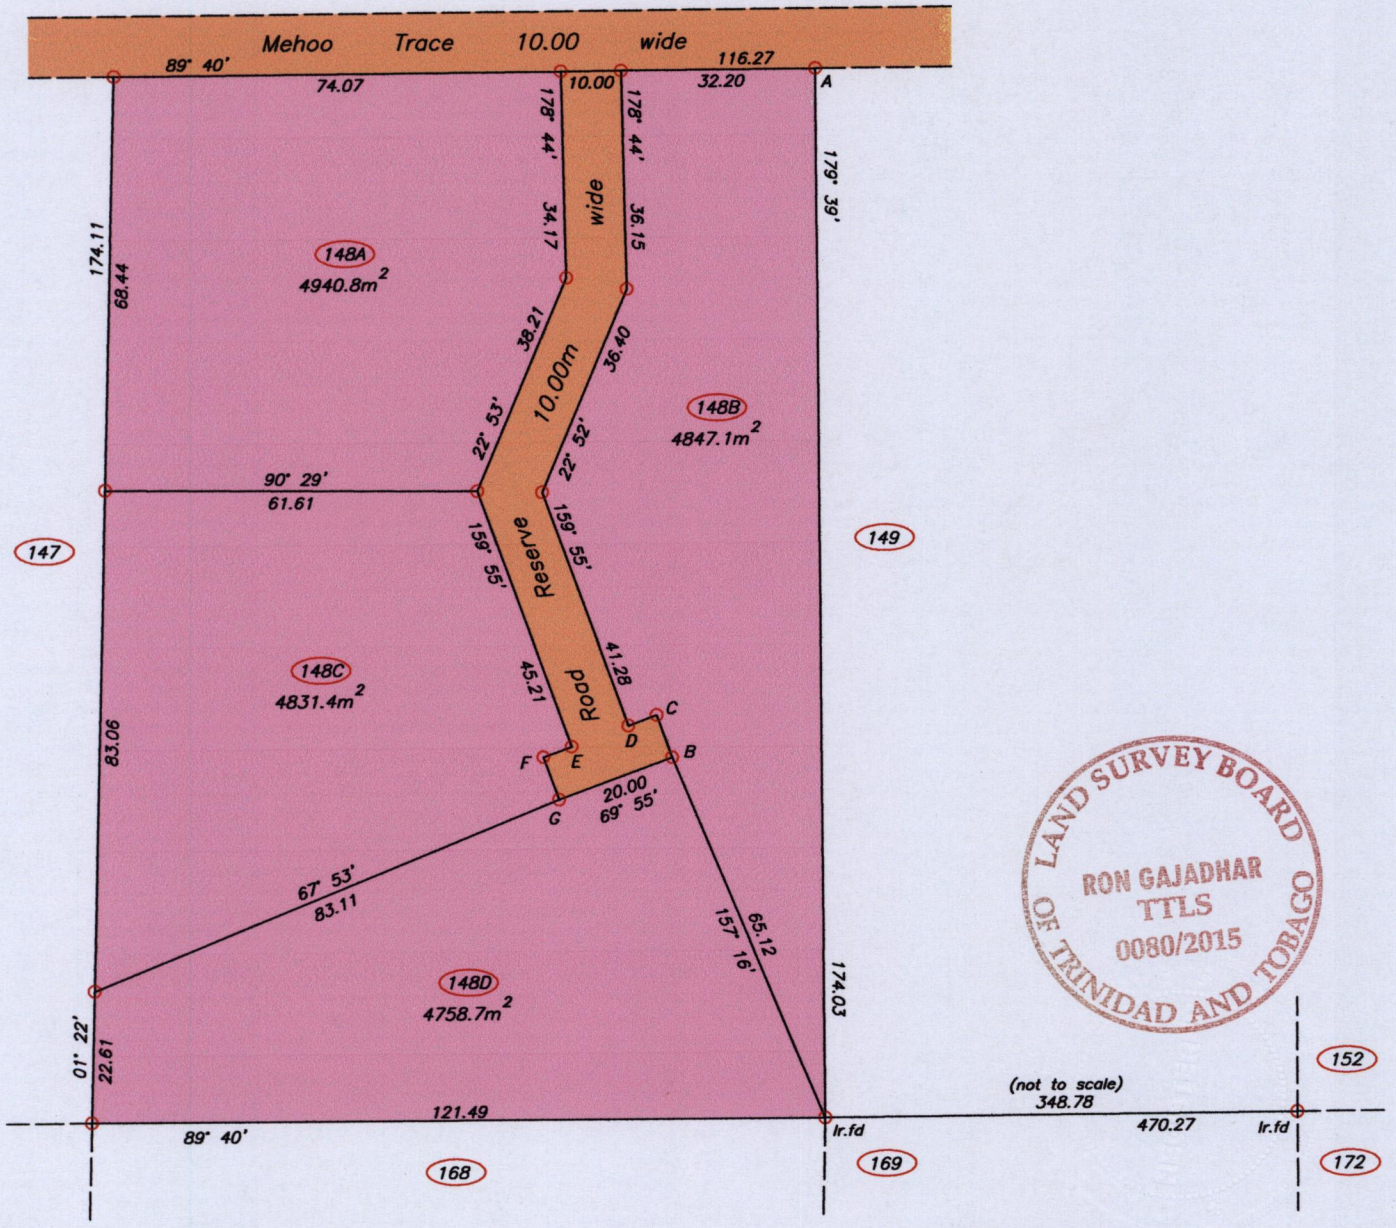 Mehoo Trace 10.00 wide
89° 40'
116.27
74.07
10.00
32.20
A
178° 44'
34.17
178° 44'
36.15
wide
179° 39'
174.11
68.44
148A
4940.8m²
38.21
22° 53'
10.00m
36.40
22° 52'
148B
4847.1m²
90° 29'
61.61
147
149
159° 55'
45.21
Reserve
Road
159° 55'
41.28
148C
4831.4m²
83.06
C
D
B
E
F
G
20.00
69° 55'
67° 53'
83.11
65.12
157° 16'
174.03
148D
4758.7m²
01° 22'
22.61
121.49
89° 40'
Ir.fd
(not to scale)
348.78
470.27
Ir.fd
152
168
169
172
LAND SURVEY BOARD
RON GAJADHAR
TTLS
0080/2015
OF TRINIDAD AND TOBAGO